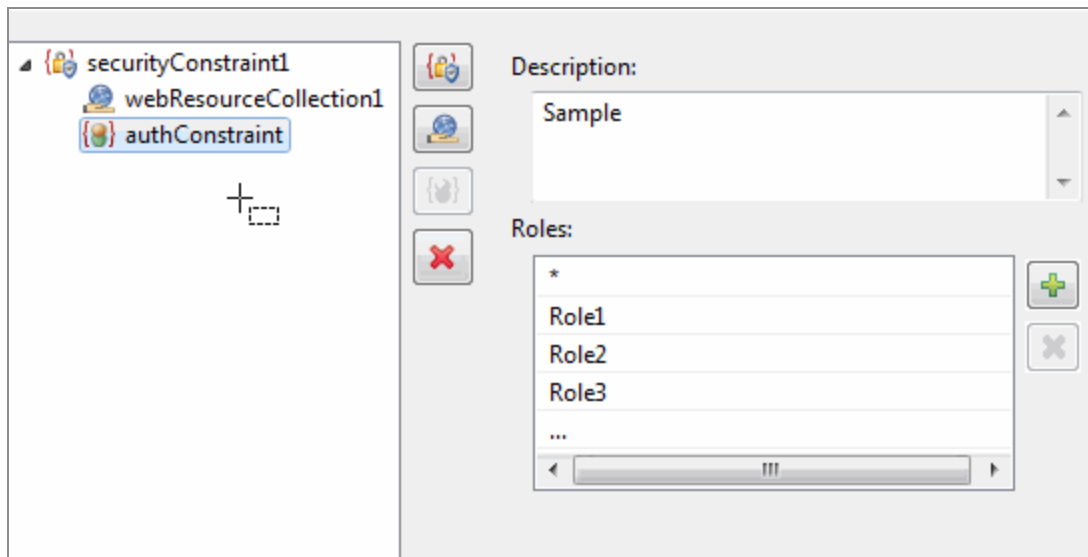 securityConstraint1
webResourceCollection1
authConstraint
Description:
Sample
Roles:
*
Role1
Role2
Role3
...